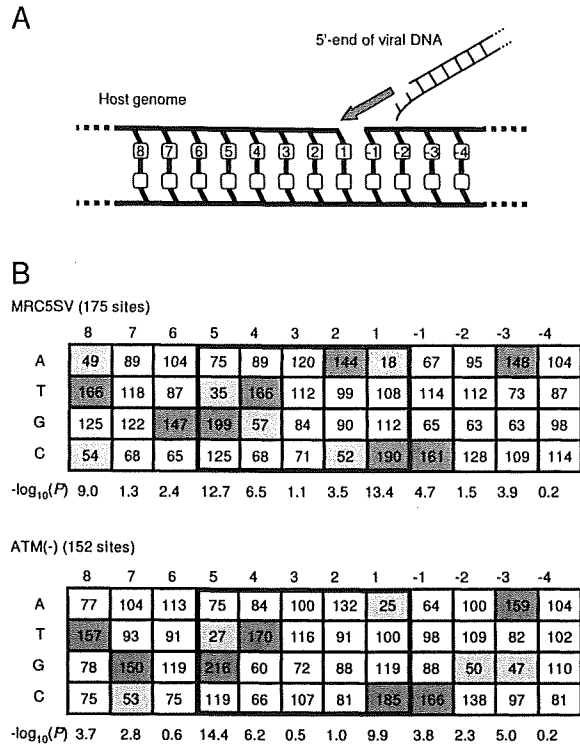 A
5'-end of viral DNA
Host genome
8 7 6 5 4 3 2 1 -1 -2 -3 -4
B
MRC5SV (175 sites)
8 7 6 5 4 3 2 1 -1 -2 -3 -4
A 49 89 104 75 89 120 144 18 67 95 148 104
T 166 118 87 35 166 112 99 108 114 112 73 87
G 125 122 147 199 57 84 90 112 65 63 63 98
C 54 68 65 125 68 71 52 190 161 128 109 114
-log10(P) 9.0 1.3 2.4 12.7 6.5 1.1 3.5 13.4 4.7 1.5 3.9 0.2
ATM(-) (152 sites)
8 7 6 5 4 3 2 1 -1 -2 -3 -4
A 77 104 113 75 84 100 132 25 64 100 159 104
T 157 93 91 27 170 116 91 100 98 109 82 102
G 78 150 119 216 60 72 88 119 88 50 47 110
C 75 53 75 119 66 107 81 185 166 138 97 81
-log10(P) 3.7 2.8 0.6 14.4 6.2 0.5 1.0 9.9 3.8 2.3 5.0 0.2